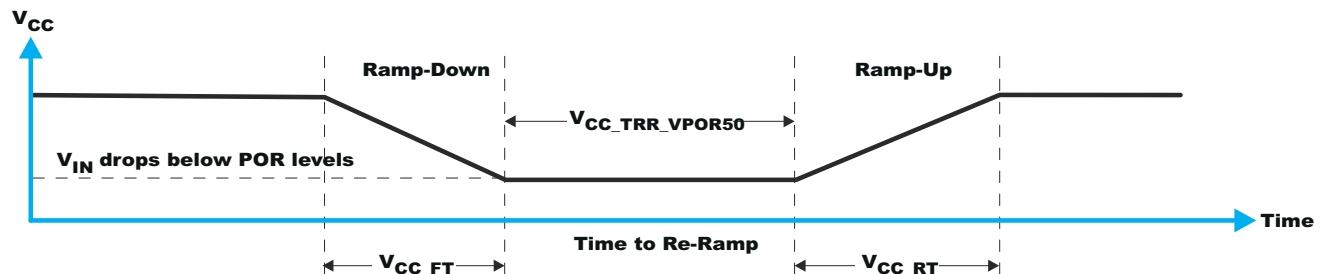 VCC
Ramp-Down
Ramp-Up
VCC_TRR_VPOR50
VIN drops below POR levels
Time
Time to Re-Ramp
VCC_FT
VCC_RT